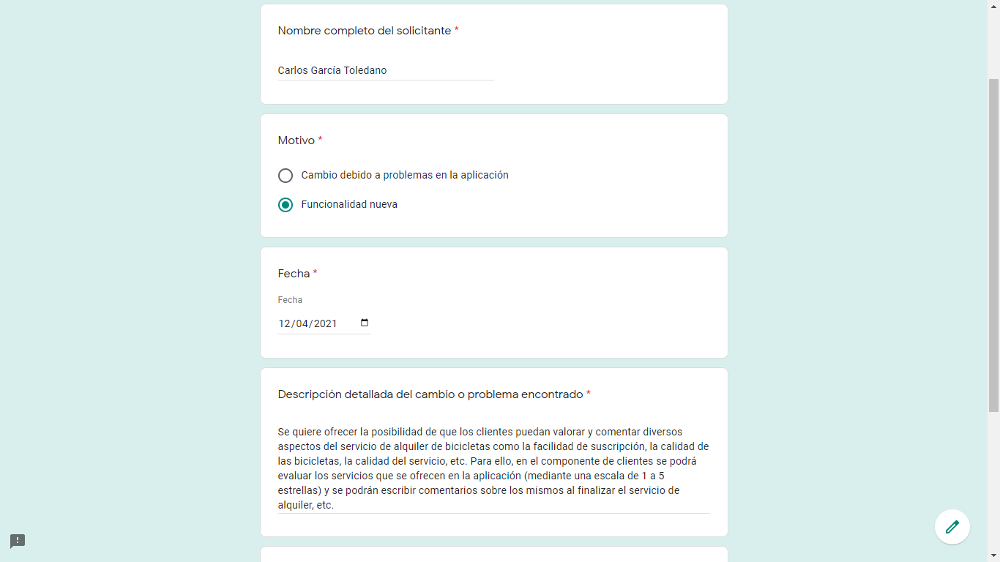 Nombre completo del solicitante *
Carlos García Toledano
Motivo *
Cambio debido a problemas en la aplicación
Funcionalidad nueva
Fecha *
Fecha
12/04/2021
Descripción detallada del cambio o problema encontrado *
Se quiere ofrecer la posibilidad de que los clientes puedan valorar y comentar diversos
aspectos del servicio de alquiler de bicicletas como la facilidad de suscripción, la calidad de
las bicicletas, la calidad del servicio, etc. Para ello, en el componente de clientes se podrá
evaluar los servicios que se ofrecen en la aplicación (mediante una escala de 1 a 5
estrellas) y se podrán escribir comentarios sobre los mismos al finalizar el servicio de
alquiler, etc.